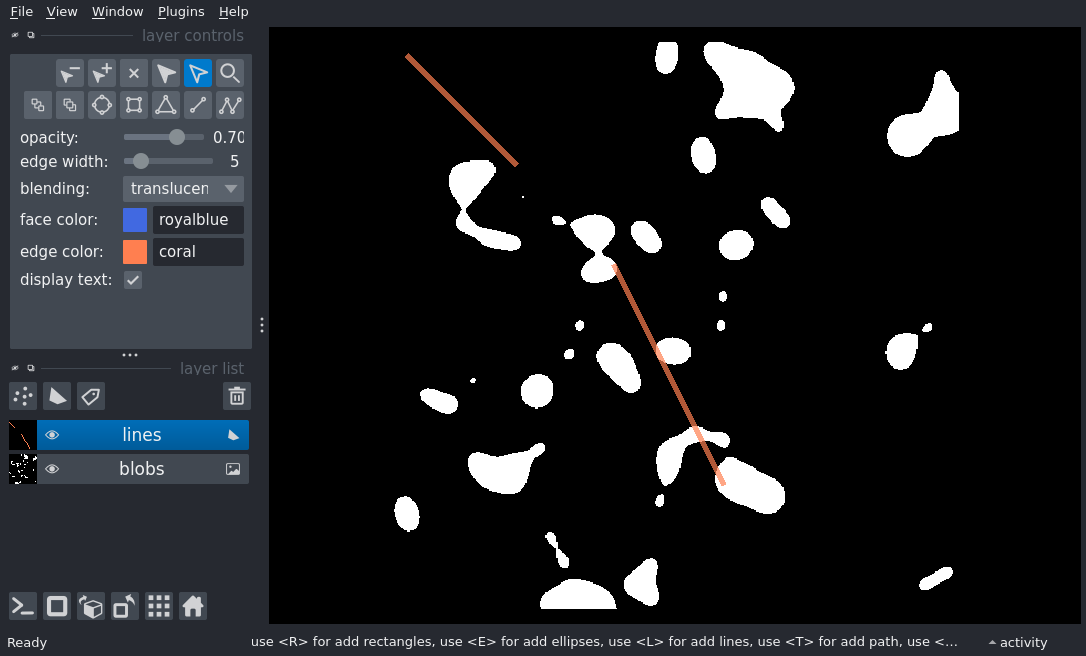 File View Window Plugins Help
layer controls
opacity: 0.70
edge width: 5
blending: translucen
face color: royalblue
edge color: coral
display text:
layer list
lines
blobs
Ready use <R> for add rectangles, use <E> for add ellipses, use <L> for add lines, use <T> for add path, use <... activity